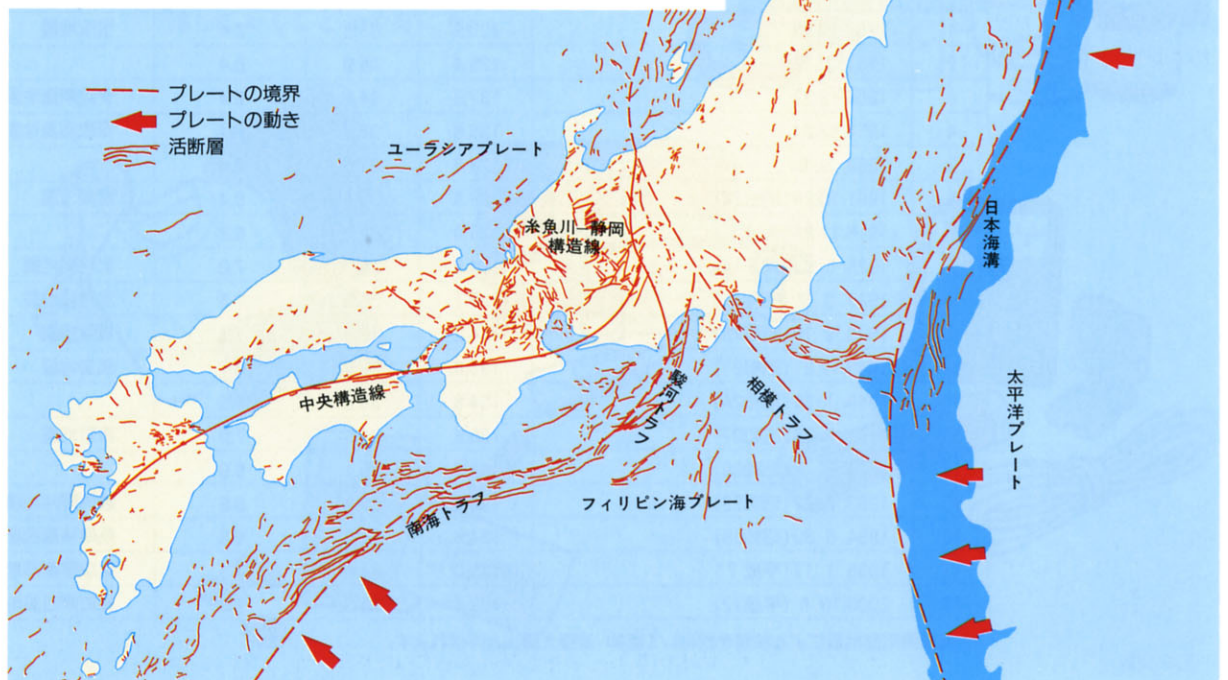 プレートの境界
プレートの動き
活断層
ユーラシアプレート
糸魚川―静岡
構造線
日本海溝
中央構造線
駿河トラフ
相模トラフ
太平洋プレート
南海トラフ
フィリピン海プレート